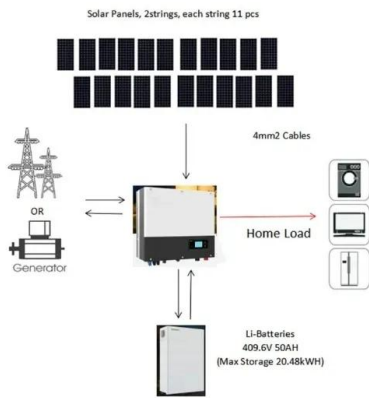 Solar Panels, 2strings, each string 11 pcs
4mm2 Cables
OR
Generator
Home Load
Li-Batteries
409.6V 50AH
(Max Storage 20.48kWH)